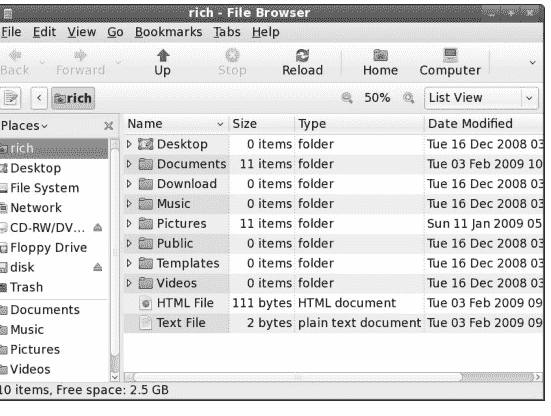 rich - File Browser
File Edit View Go Bookmarks Tabs Help
Back Forward Up Stop Reload Home Computer
rich 50% List View
Places Name Size Type Date Modified
rich
Desktop
File System
Network
CD-RW/DV...
Floppy Drive
disk
Trash
Documents
Music
Pictures
Videos
Desktop 0 items folder Tue 16 Dec 2008 03
Documents 11 items folder Tue 03 Feb 2009 10
Download 0 items folder Tue 16 Dec 2008 03
Music 0 items folder Tue 16 Dec 2008 03
Pictures 11 items folder Sun 11 Jan 2009 05
Public 0 items folder Tue 16 Dec 2008 03
Templates 0 items folder Tue 16 Dec 2008 03
Videos 0 items folder Tue 16 Dec 2008 03
HTML File 111 bytes HTML document Tue 03 Feb 2009 09
Text File 2 bytes plain text document Tue 03 Feb 2009 09
10 items, Free space: 2.5 GB